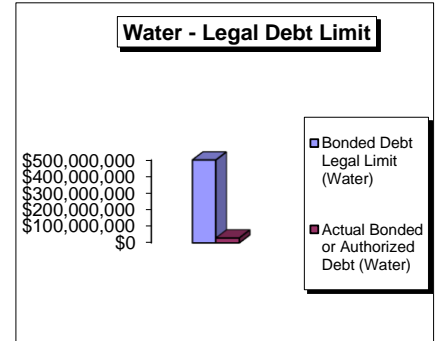 Water - Legal Debt Limit
$500,000,000
$400,000,000
$300,000,000
$200,000,000
$100,000,000
$0
Bonded Debt
Legal Limit
(Water)
Actual Bonded
or Authorized
Debt (Water)